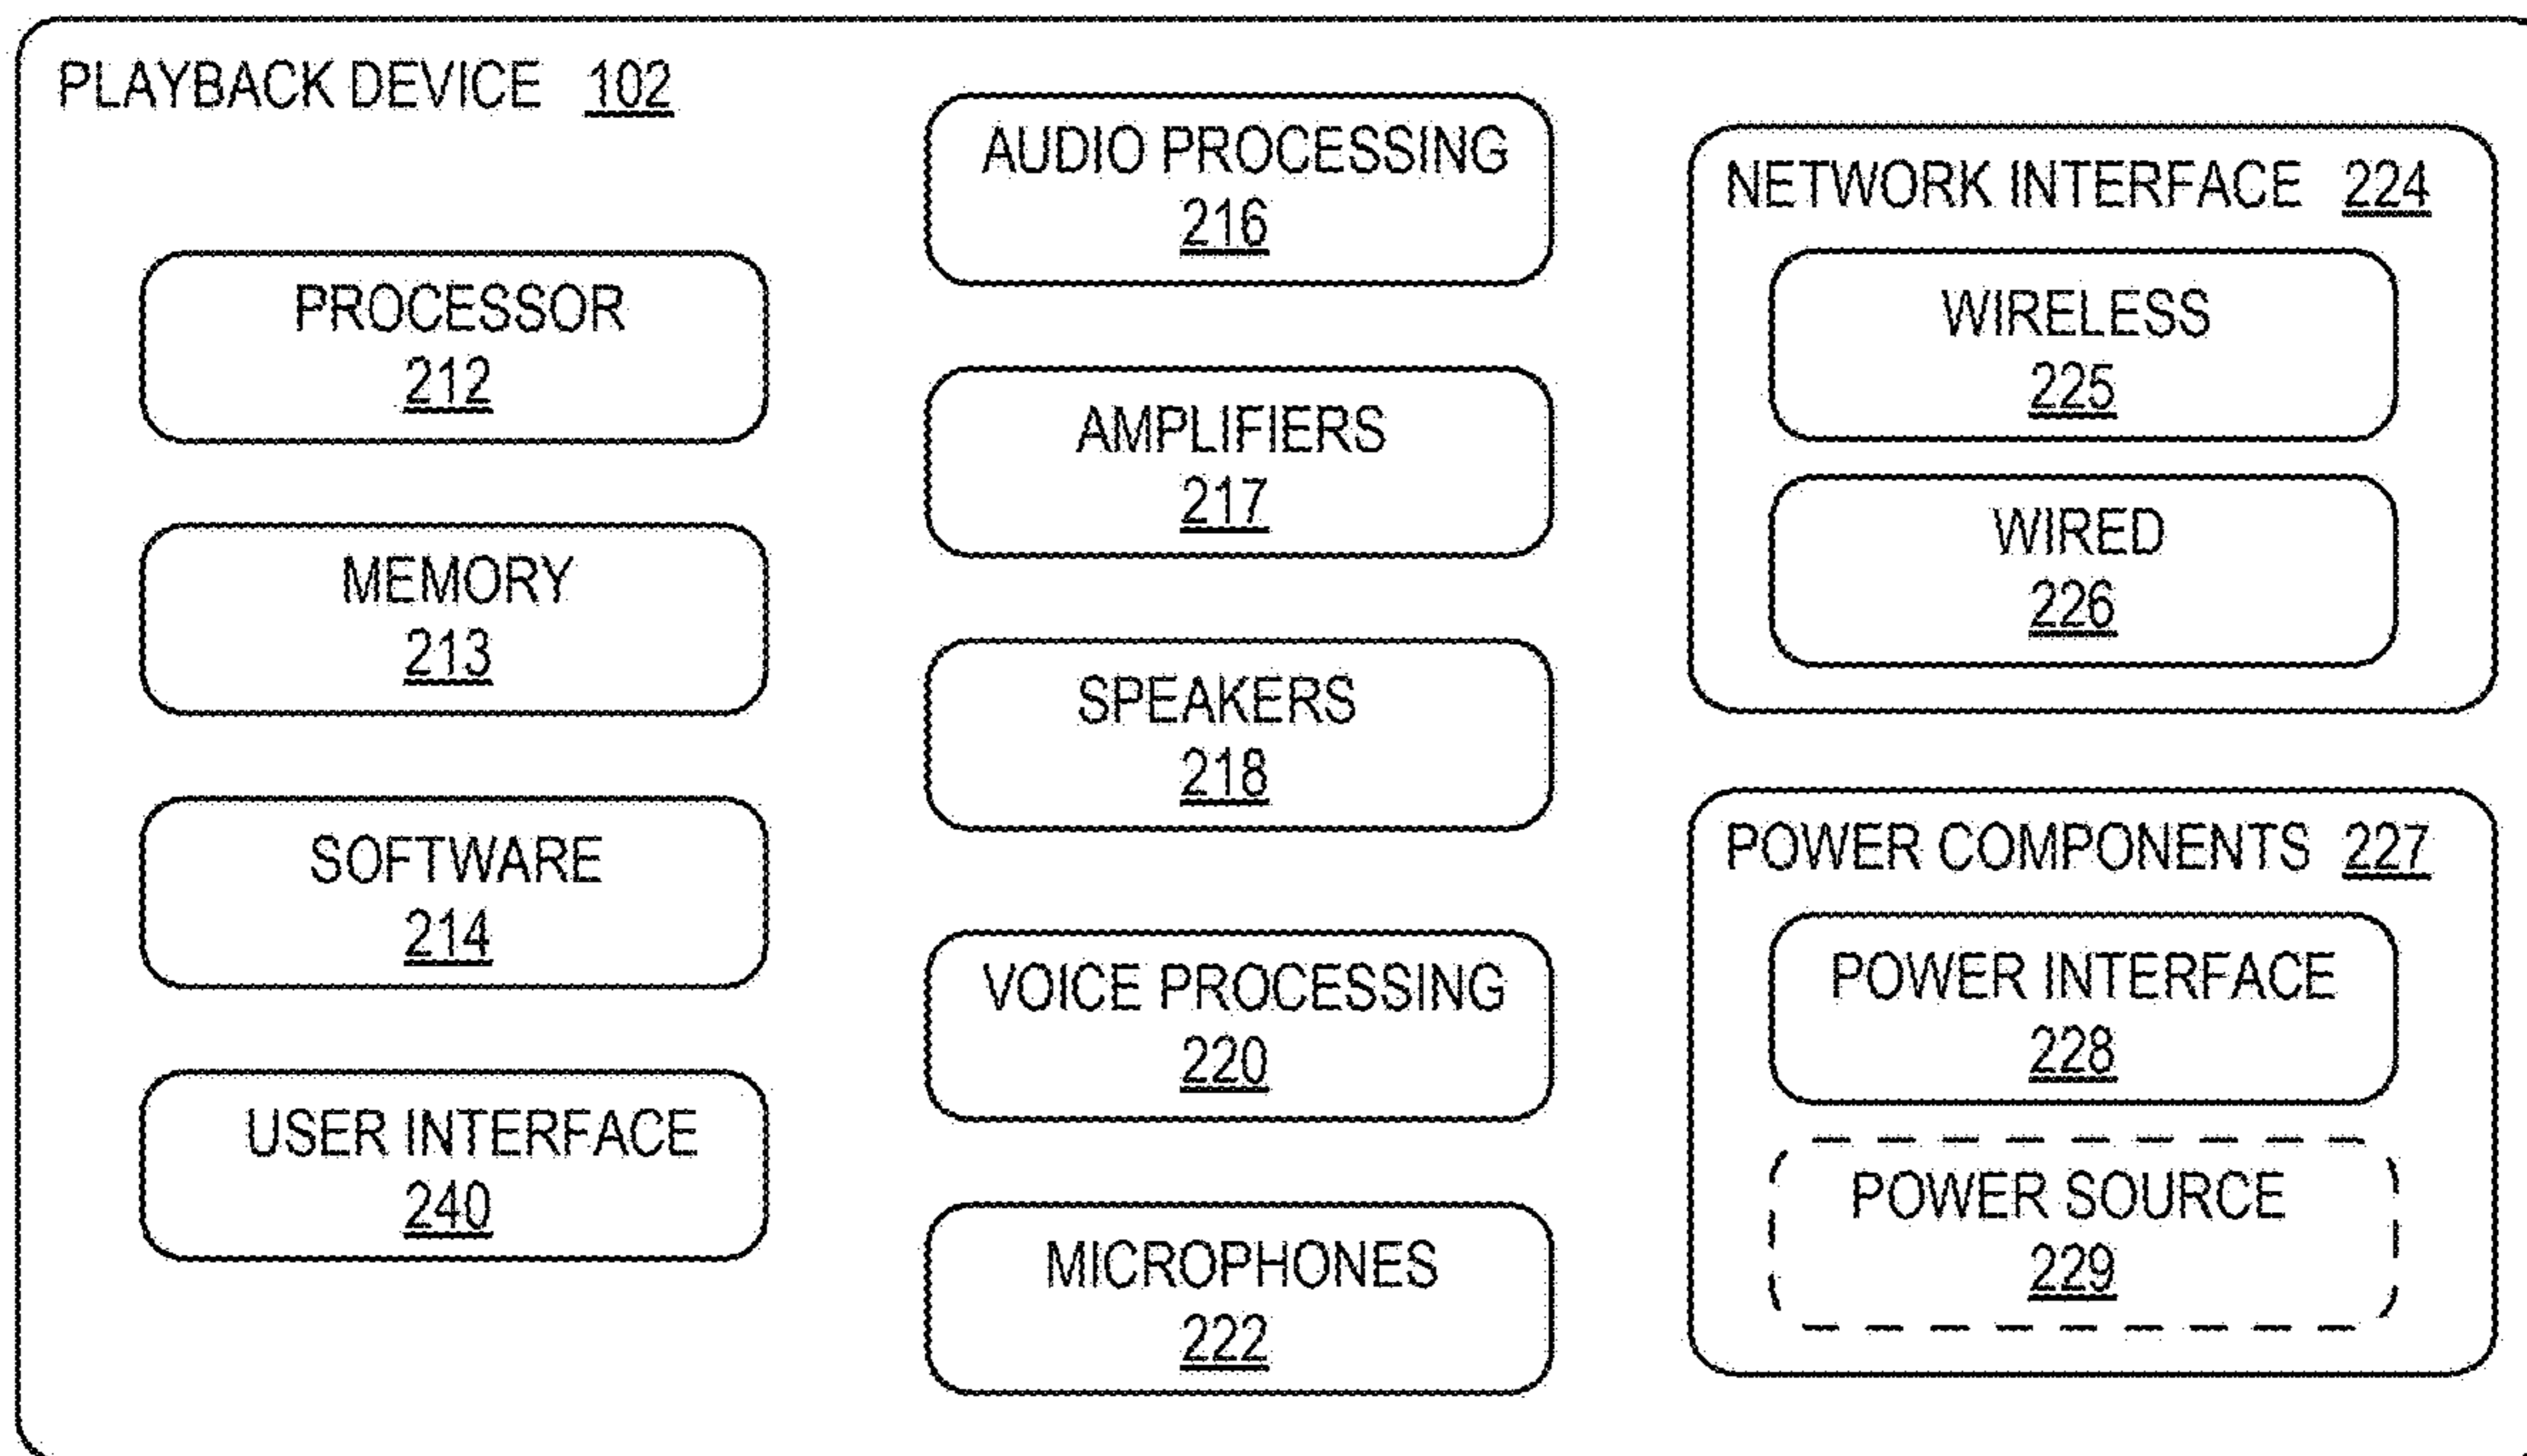 PLAYBACK DEVICE 102
PROCESSOR
212
MEMORY
213
SOFTWARE
214
USER INTERFACE
240
AUDIO PROCESSING
216
AMPLIFIERS
217
SPEAKERS
218
VOICE PROCESSING
220
MICROPHONES
222
NETWORK INTERFACE 224
WIRELESS
225
WIRED
226
POWER COMPONENTS 227
POWER INTERFACE
228
POWER SOURCE
229